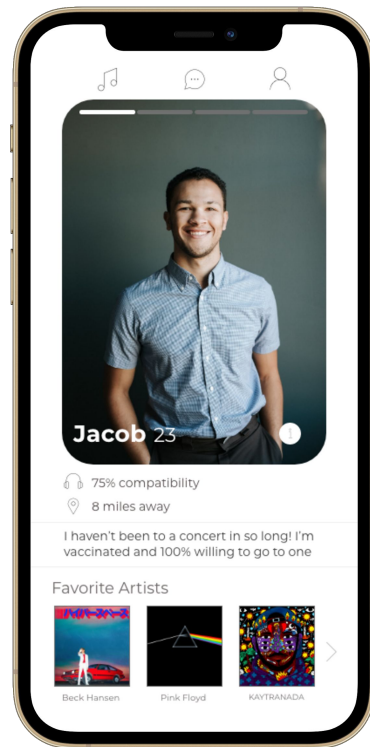 Jacob 23
75% compatibility
8 miles away
I haven't been to a concert in so long! I'm
vaccinated and 100% willing to go to one
Favorite Artists
ハイパースペース
Beck Hansen
Pink Floyd
KAYTRANADA